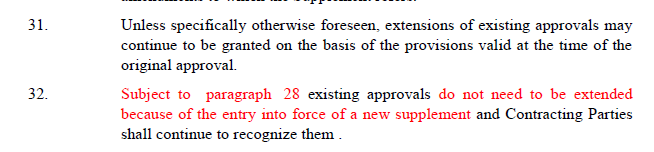 31. Unless specifically otherwise foreseen, extensions of existing approvals may
continue to be granted on the basis of the provisions valid at the time of the
original approval.
32. Subject to paragraph 28 existing approvals do not need to be extended
because of the entry into force of a new supplement and Contracting Parties
shall continue to recognize them .